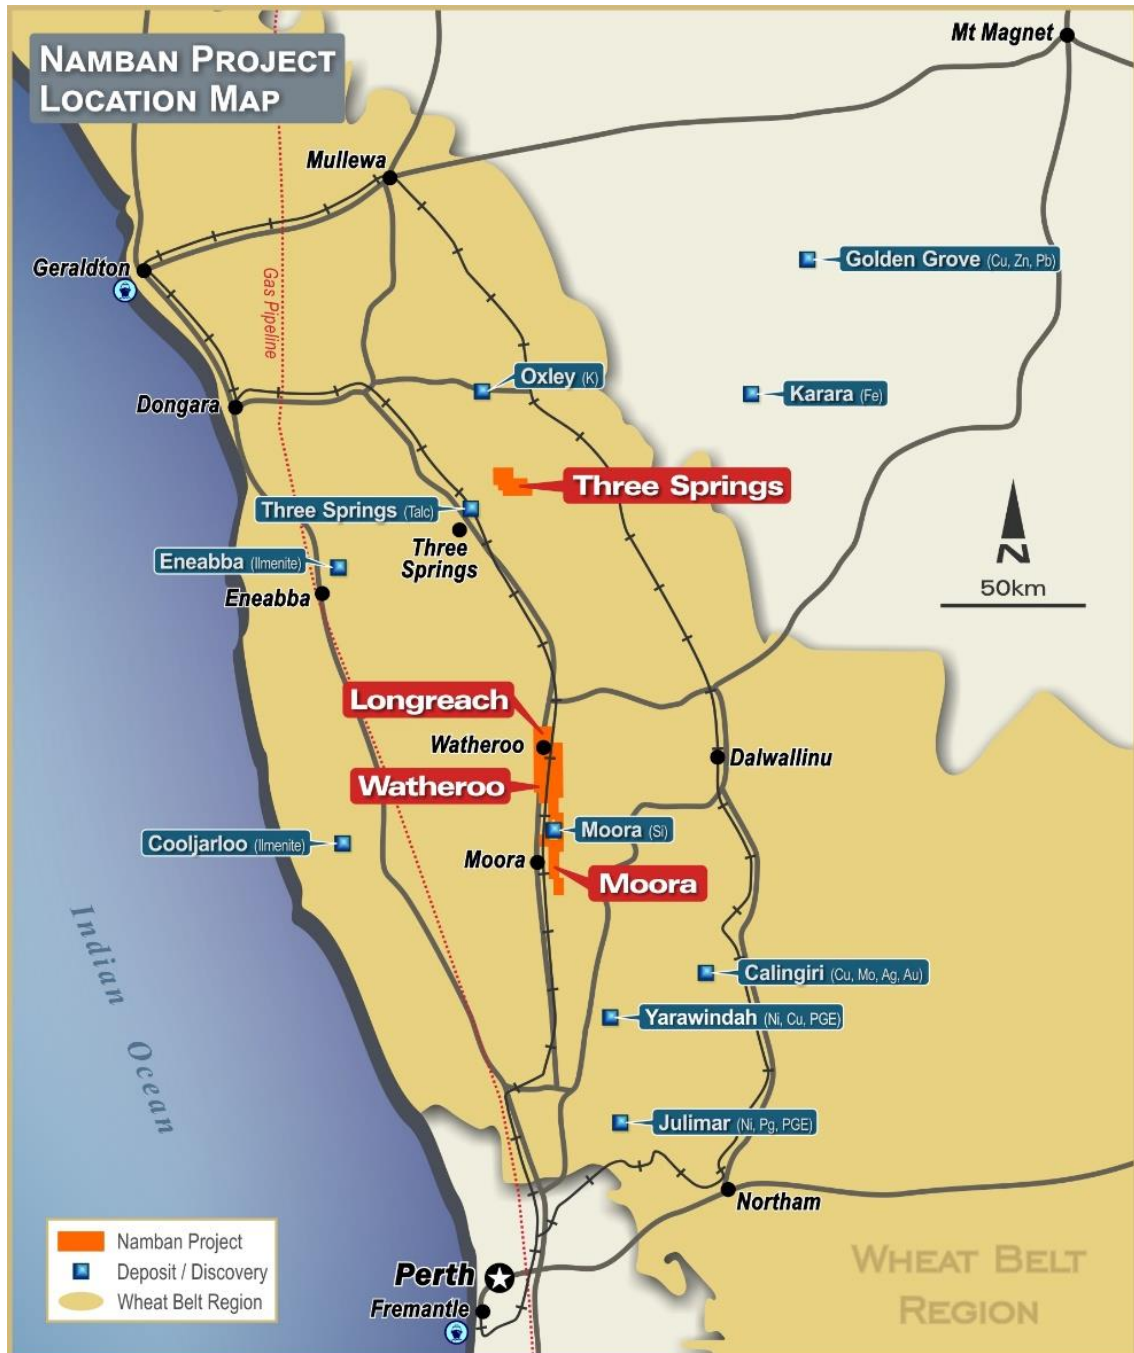 NAMBAN PROJECT
LOCATION MAP
Mt Magnet
Mullewa
Geraldton
Gas Pipeline
Golden Grove (Cu, Zn, Pb)
Oxley (K)
Karara (Fe)
Dongara
Three Springs
Three Springs (Talc)
Three
Springs
N
50km
Eneabba (Ilmenite)
Eneabba
Longreach
Watheroo
Watheroo
Dalwallinu
Moora (Si)
Cooljarloo (Ilmenite)
Moora
Moora
Indian Ocean
Calingiri (Cu, Mo, Ag, Au)
Yarawindah (Ni, Cu, PGE)
Julimar (Ni, Pg, PGE)
Northam
Namban Project
Deposit / Discovery
Wheat Belt Region
Perth
Fremantle
WHEAT BELT
REGION